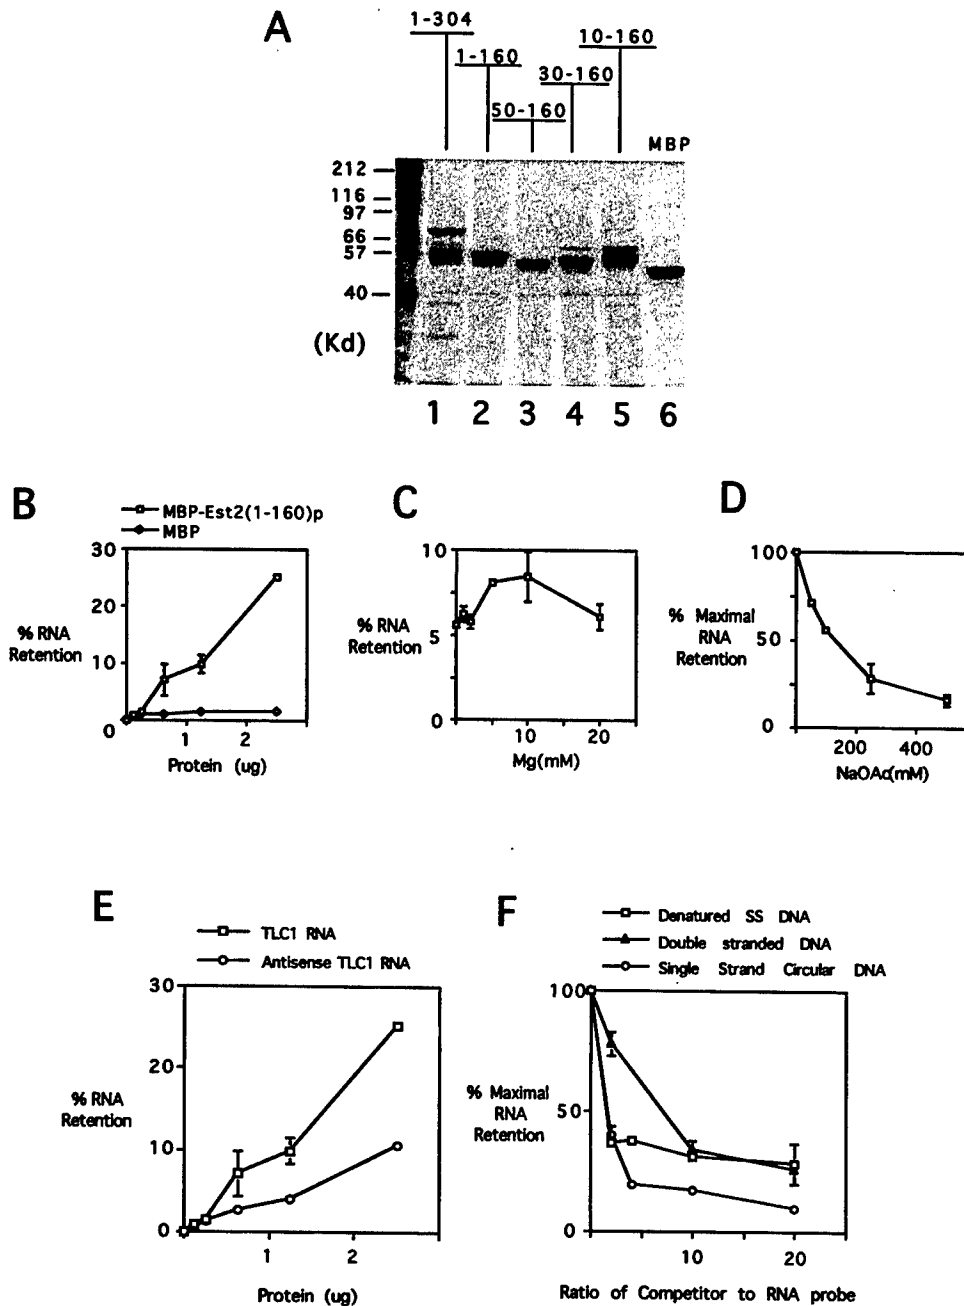 A
1-304
10-160
1-160
30-160
50-160
MBP
212
116
97
66
57
40
(Kd)
1 2 3 4 5 6
B
MBP-Est2(1-160)p
MBP
30
20
10
0
% RNA
Retention
1 2
Protein (ug)
C
10
5
0
% RNA
Retention
10 20
Mg(mM)
D
100
50
0
% Maximal
RNA
Retention
200 400
NaOAc(mM)
E
TLC1 RNA
Antisense TLC1 RNA
30
20
10
0
% RNA
Retention
1 2
Protein (ug)
F
Denatured SS DNA
Double stranded DNA
Single Strand Circular DNA
100
50
0
% Maximal
RNA
Retention
10 20
Ratio of Competitor to RNA probe